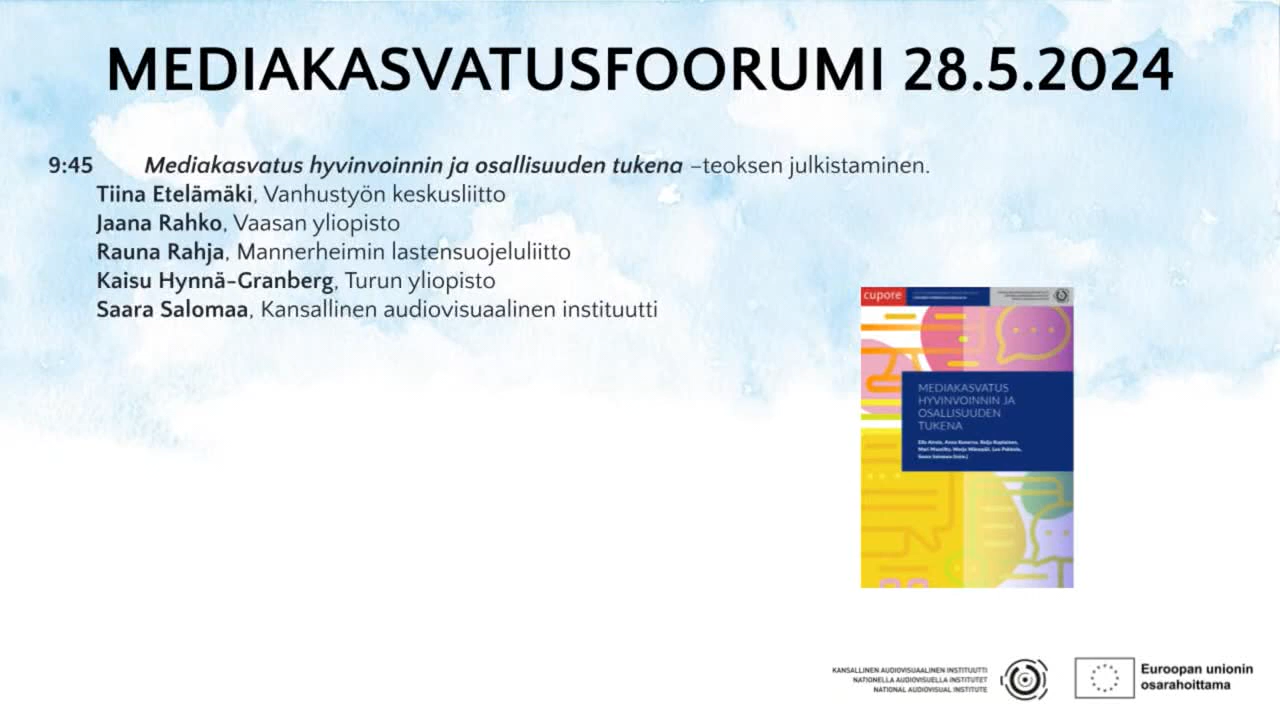 MEDIAKASVATUSFOORUMI 28.5.2024
9:45 Mediakasvatus hyvinvoinnin ja osallisuuden tukena –teoksen julkistaminen.
Tiina Etelämäki, Vanhustyön keskusliitto
Jaana Rahko, Vaasan yliopisto
Rauna Rahja, Mannerheimin lastensuojeluliitto
Kaisu Hynnä-Granberg, Turun yliopisto
Saara Salomaa, Kansallinen audiovisuaalinen instituutti
cupore
MEDIAKASVATUS
HYVINVOINNIN JA
OSALLISUUDEN
TUKENA
KANSALLINEN AUDIOVISUAALINEN INSTITUUTTI
NATIONELLA AUDIOVISUELLA INSTITUTET
NATIONAL AUDIOVISUAL INSTITUTE
Euroopan unionin
osarahoittama